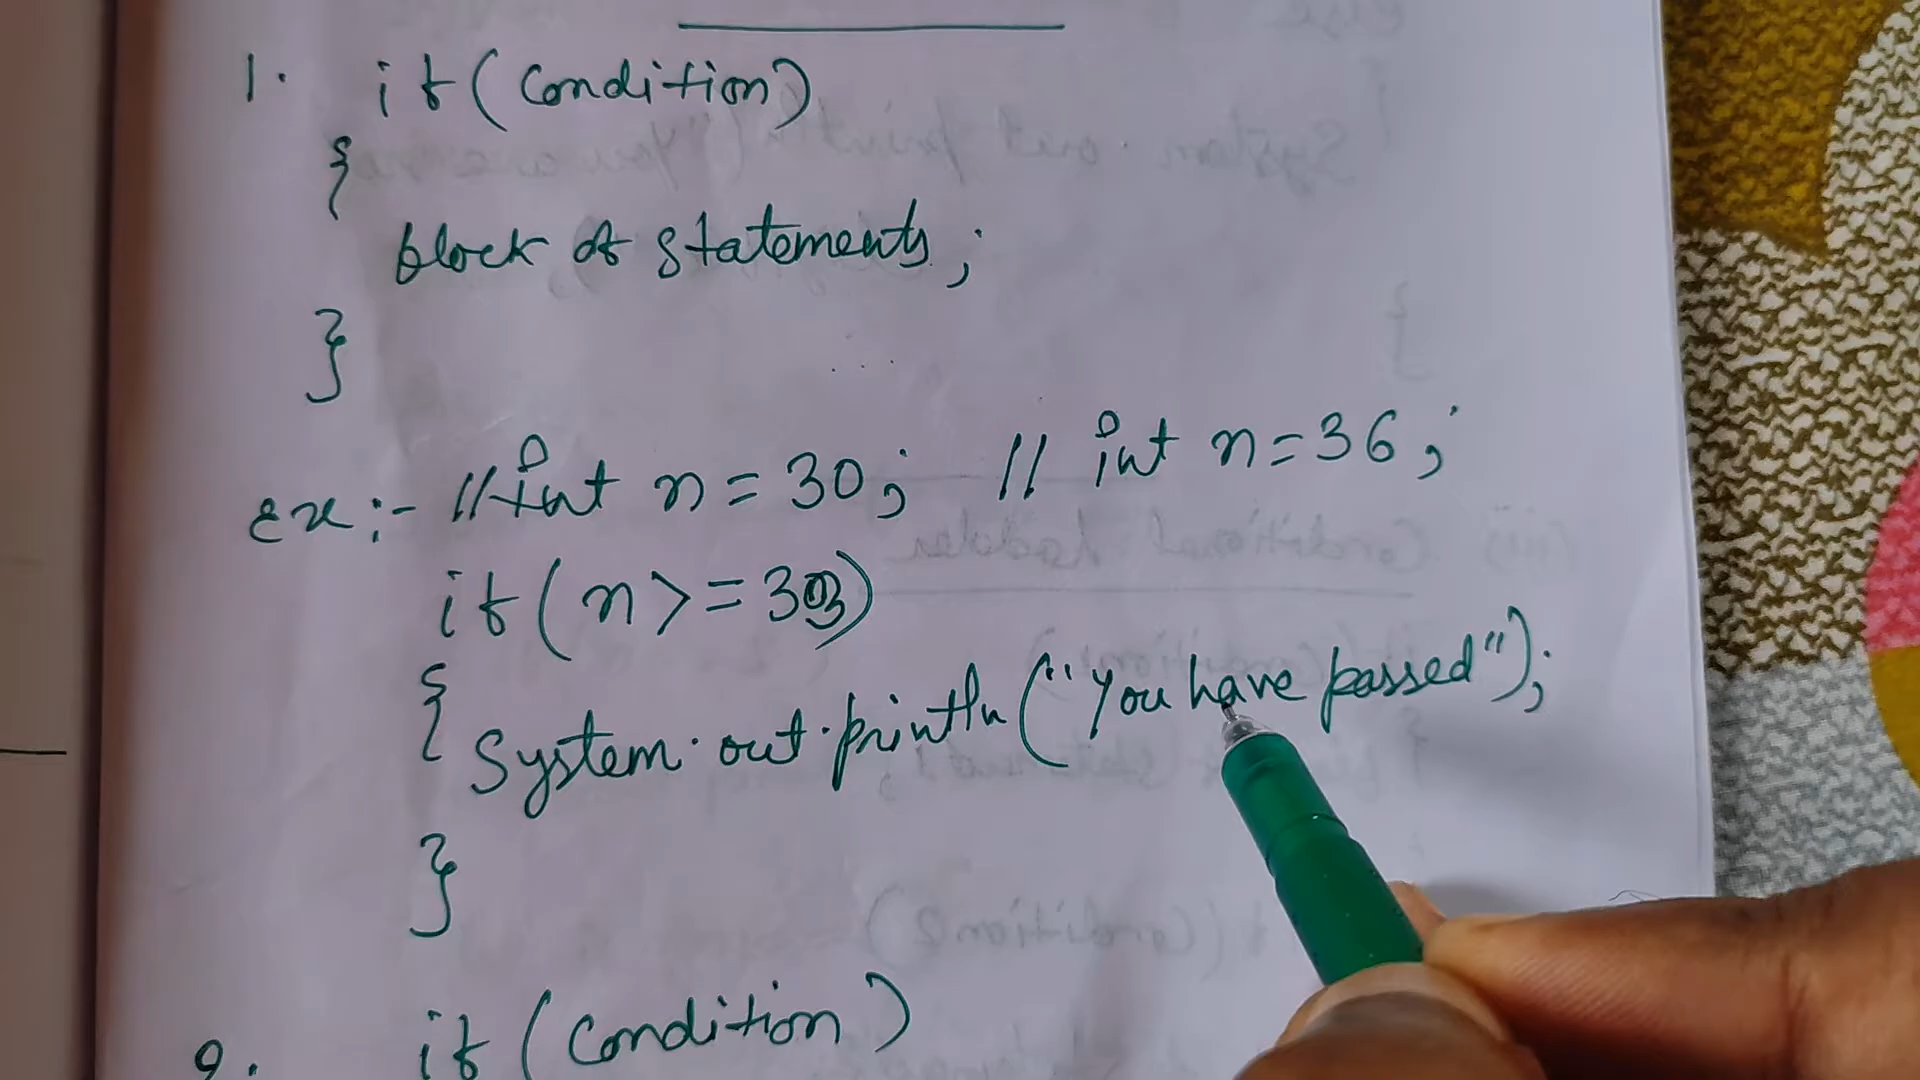 1. if(Condition)
{
block of statements;
}
ex:- //int n=30; // int n=36;
if(n>=33)
{
System.out.println("You have passed");
}
2. if(Condition)